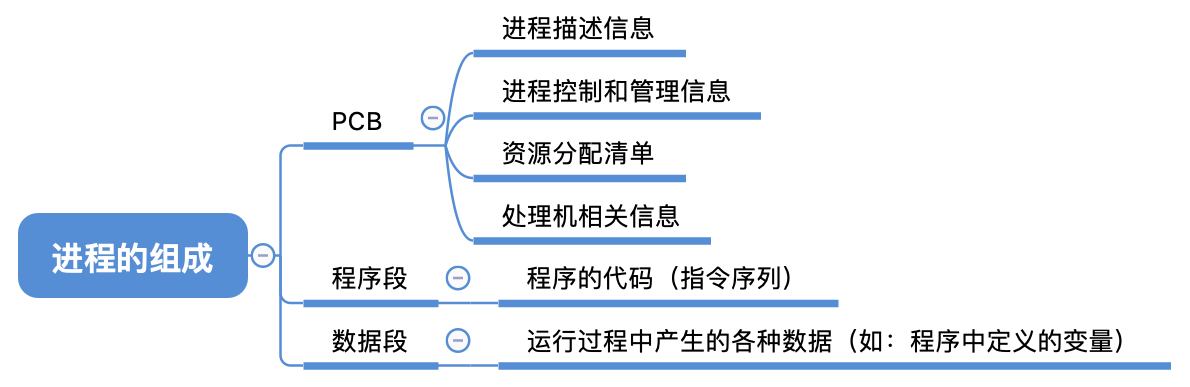 进程的组成
PCB
进程描述信息
进程控制和管理信息
资源分配清单
处理机相关信息
程序段
程序的代码（指令序列）
数据段
运行过程中产生的各种数据（如：程序中定义的变量）